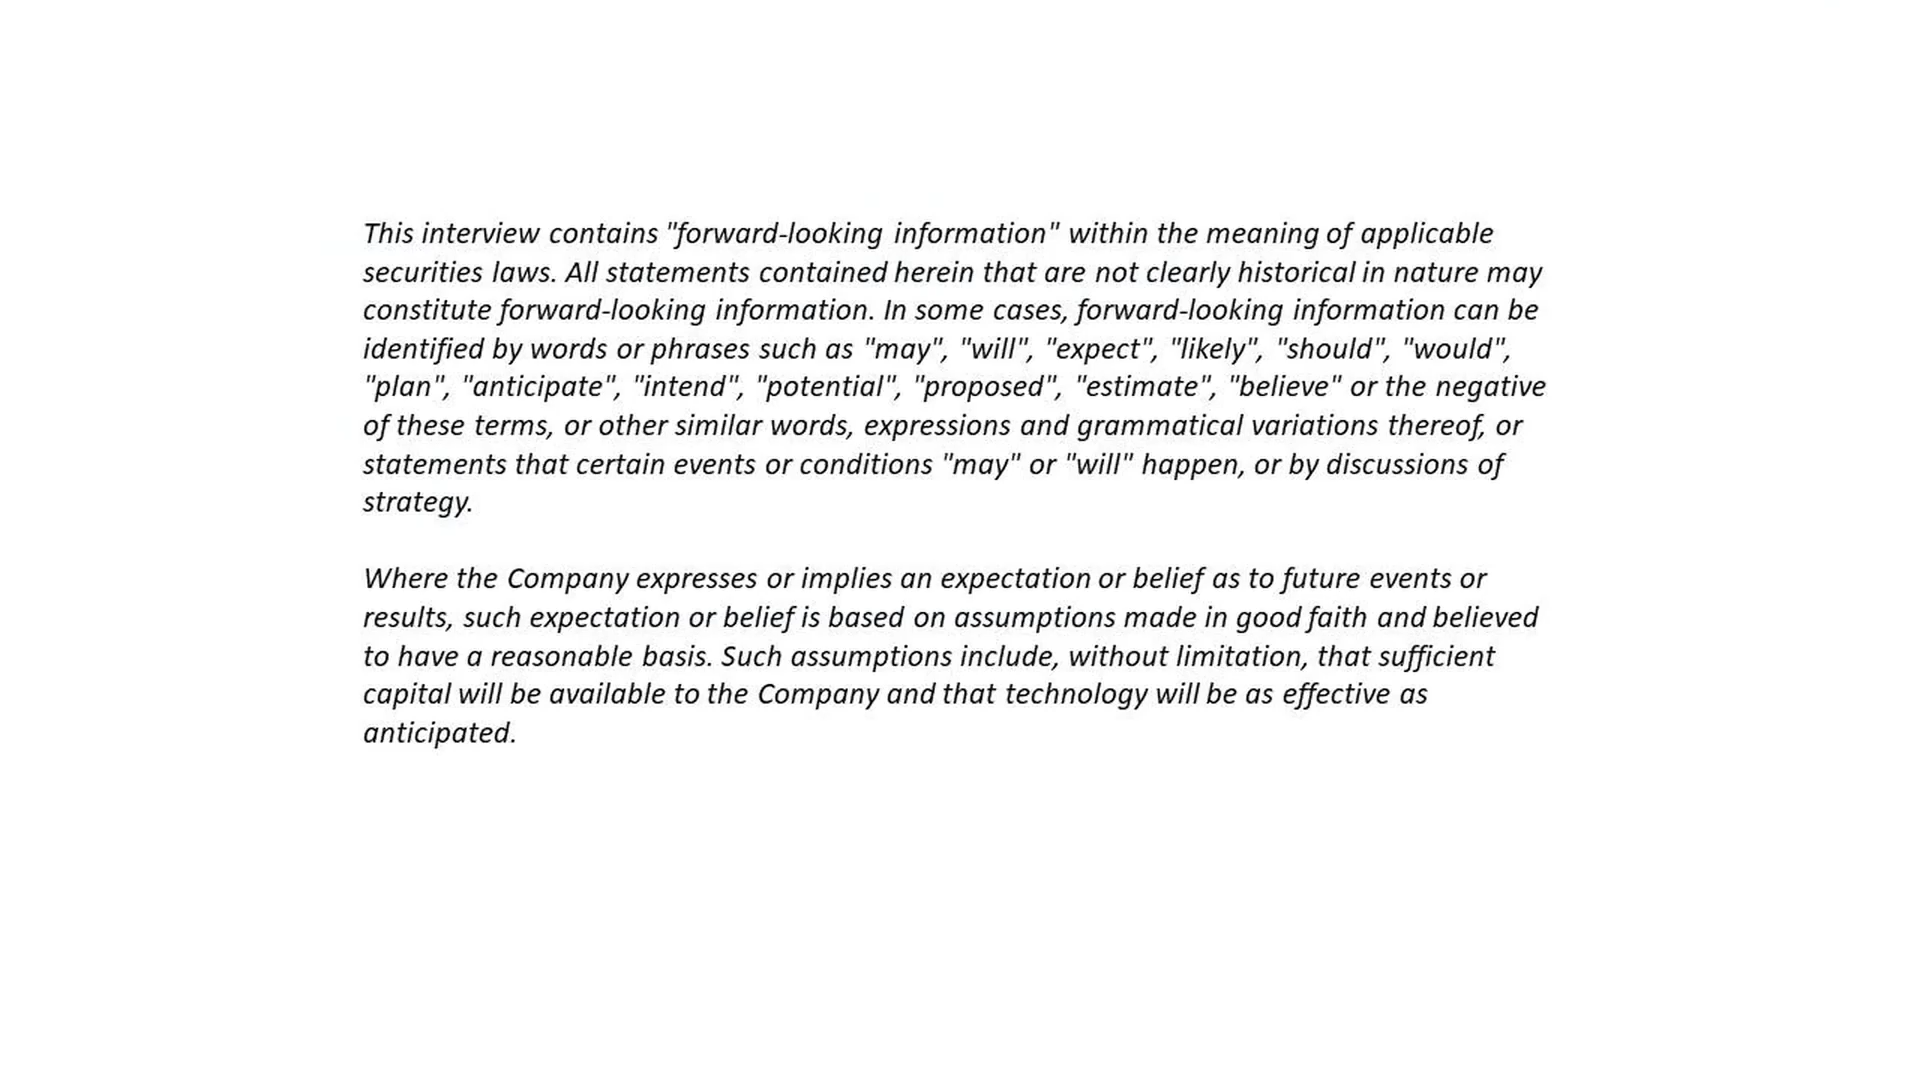 This interview contains "forward-looking information" within the meaning of applicable
securities laws. All statements contained herein that are not clearly historical in nature may
constitute forward-looking information. In some cases, forward-looking information can be
identified by words or phrases such as "may", "will", "expect", "likely", "should", "would",
"plan", "anticipate", "intend", "potential", "proposed", "estimate", "believe" or the negative
of these terms, or other similar words, expressions and grammatical variations thereof, or
statements that certain events or conditions "may" or "will" happen, or by discussions of
strategy.
Where the Company expresses or implies an expectation or belief as to future events or
results, such expectation or belief is based on assumptions made in good faith and believed
to have a reasonable basis. Such assumptions include, without limitation, that sufficient
capital will be available to the Company and that technology will be as effective as
anticipated.